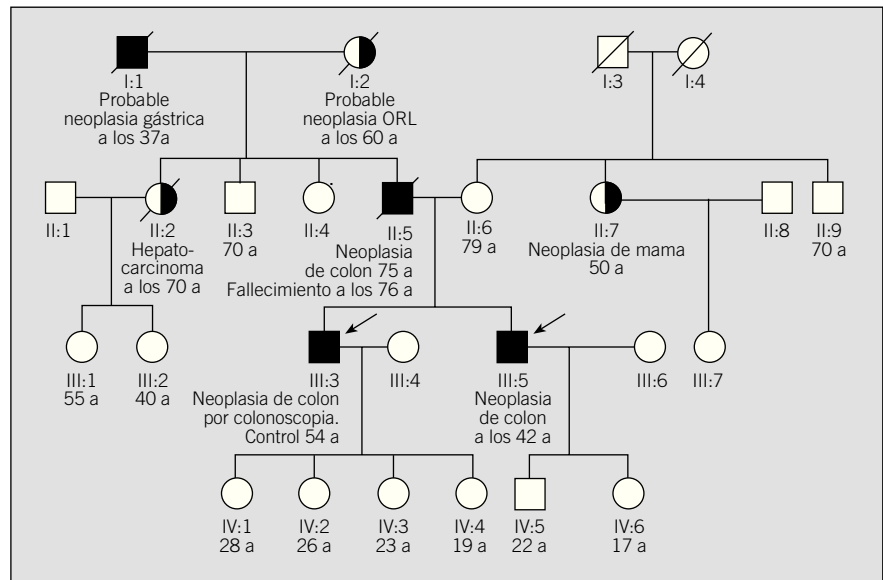 I:1
Probable
neoplasia gástrica
a los 37a
I:2
Probable
neoplasia ORL
a los 60 a
I:3
I:4
II:1
II:2
Hepato-
carcinoma
a los 70 a
II:3
70 a
II:4
II:5
Neoplasia
de colon 75 a
Fallecimiento a los 76 a
II:6
79 a
II:7
Neoplasia de mama
50 a
II:8
II:9
70 a
III:1
55 a
III:2
40 a
III:3
Neoplasia de colon
por colonoscopia.
Control 54 a
III:4
III:5
Neoplasia
de colon
a los 42 a
III:6
III:7
IV:1
28 a
IV:2
26 a
IV:3
23 a
IV:4
19 a
IV:5
22 a
IV:6
17 a